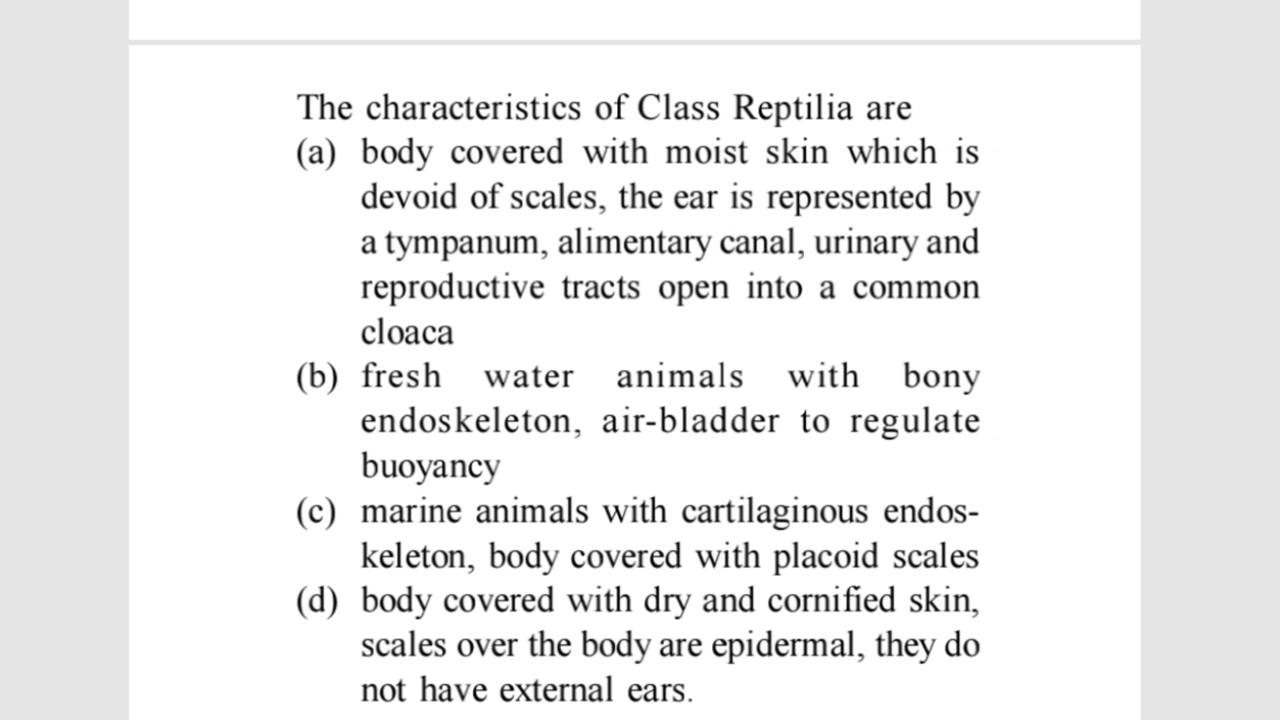 The characteristics of Class Reptilia are
(a) body covered with moist skin which is
devoid of scales, the ear is represented by
a tympanum, alimentary canal, urinary and
reproductive tracts open into a common
cloaca
(b) fresh water animals with bony
endoskeleton, air-bladder to regulate
buoyancy
(c) marine animals with cartilaginous endos-
keleton, body covered with placoid scales
(d) body covered with dry and cornified skin,
scales over the body are epidermal, they do
not have external ears.